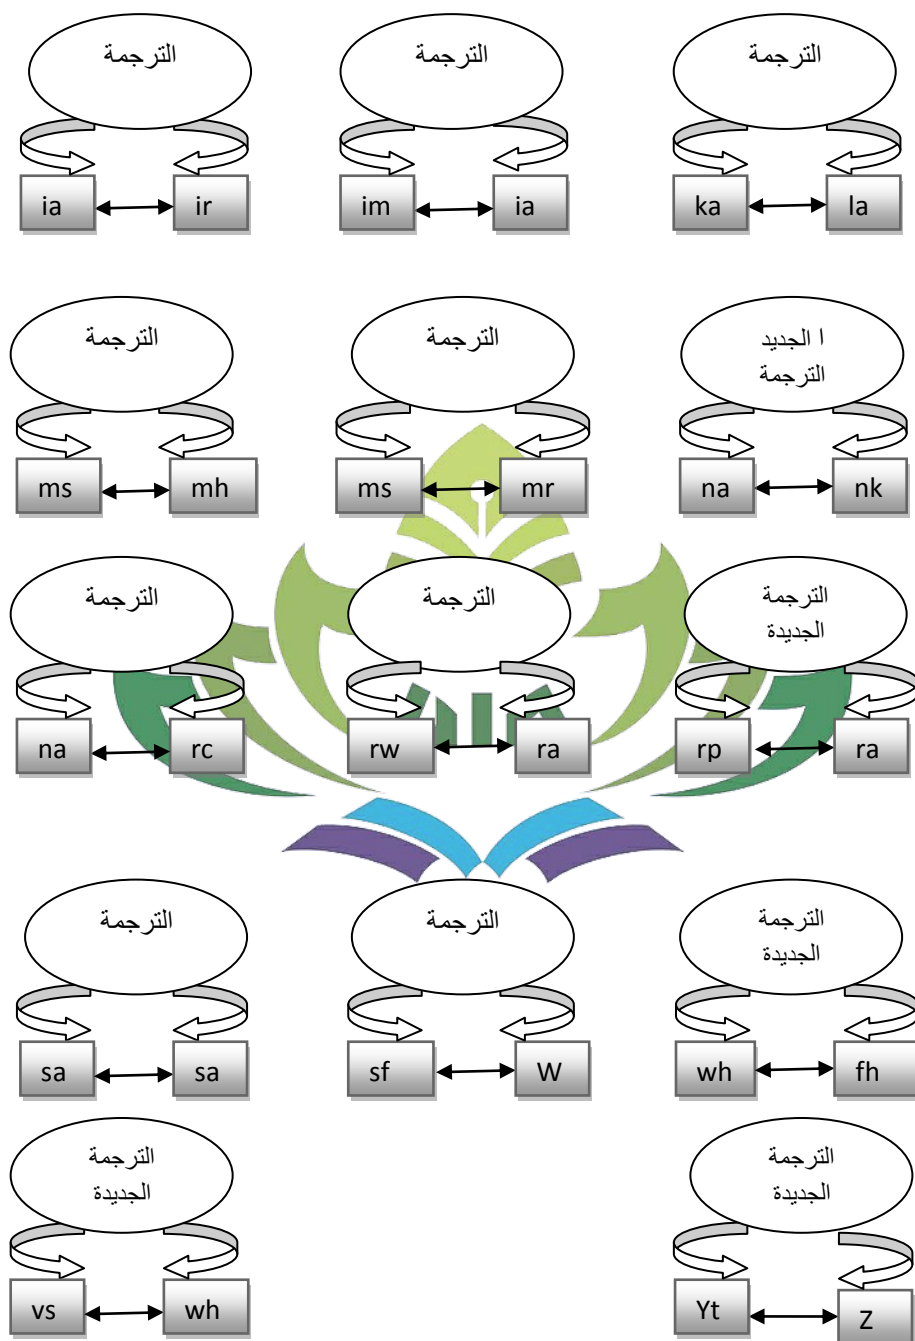 الترجمة
الترجمة
الترجمة
ia ir
im ia
ka la
الترجمة
الترجمة
ا الجديد
الترجمة
ms mh
ms mr
na nk
الترجمة
الترجمة
الترجمة
الجديدة
na rc
rw ra
rp ra
الترجمة
الترجمة
الترجمة
الجديدة
sa sa
sf W
wh fh
الترجمة
الجديدة
الترجمة
الجديدة
vs wh
Yt Z